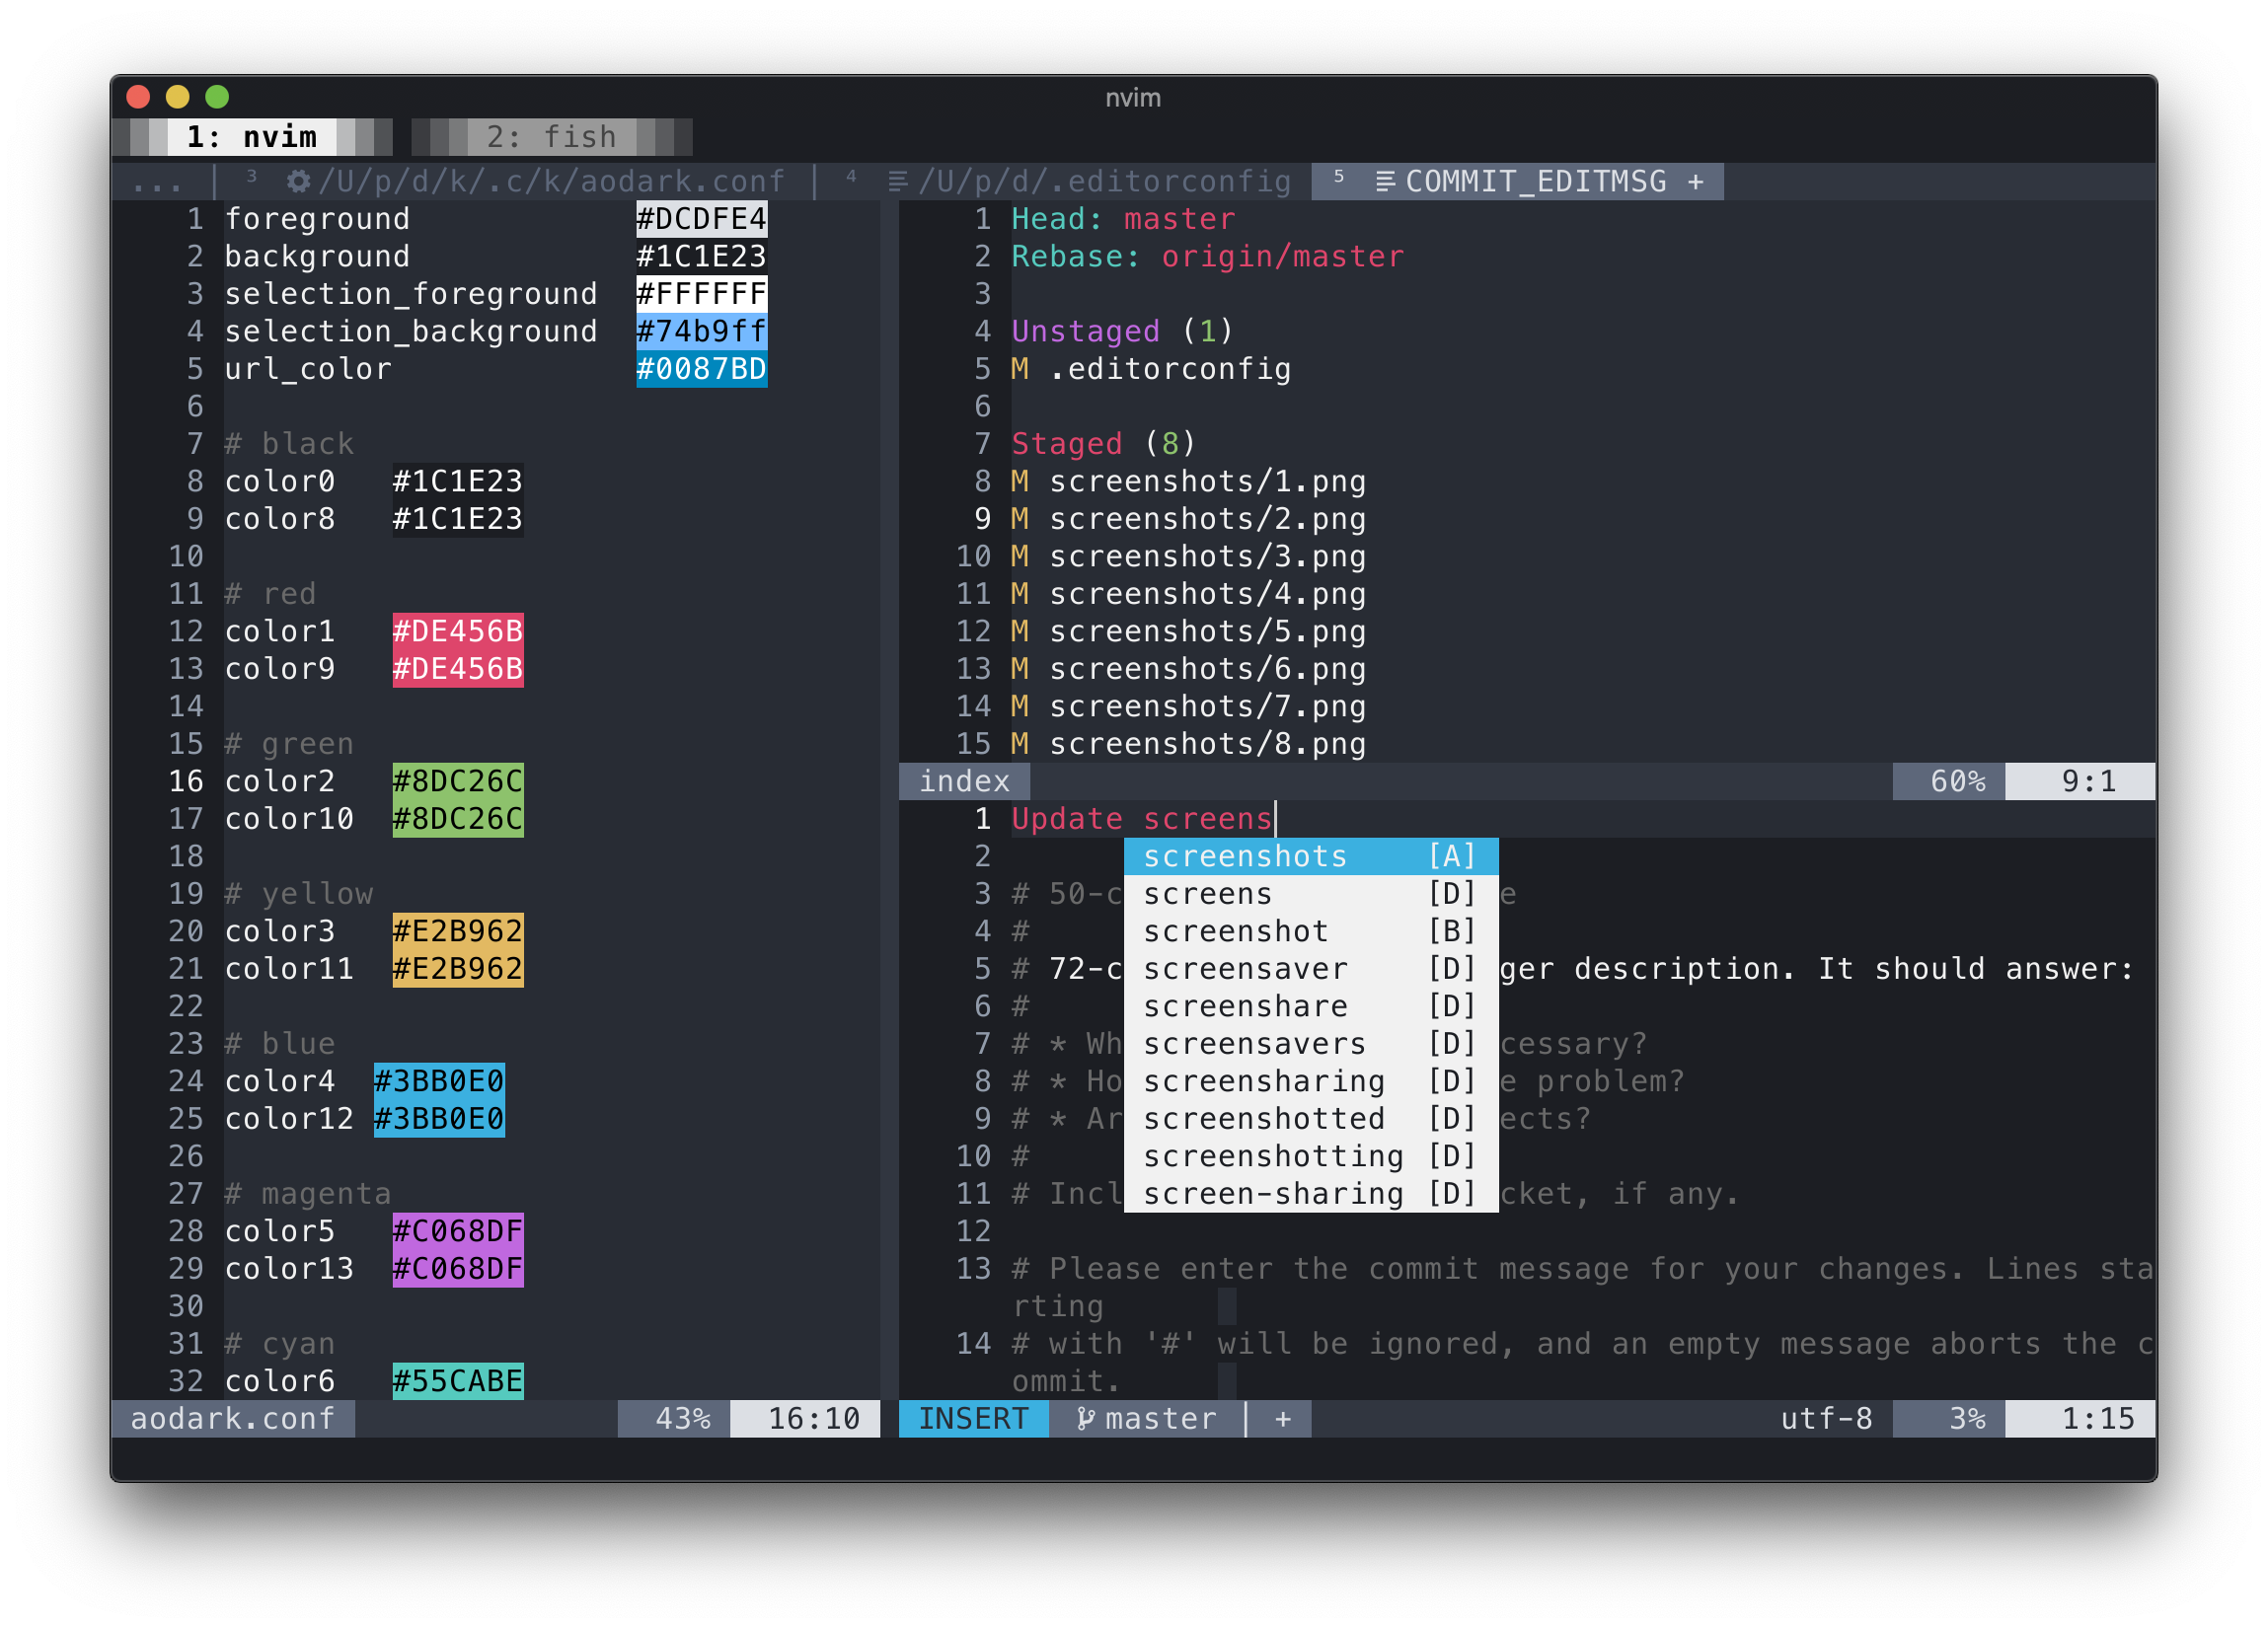 nvim
1: nvim 2: fish
... 3 /U/p/d/k/.c/k/aodark.conf 4 /U/p/d/.editorconfig 5 COMMIT_EDITMSG +
1 foreground #DCDFE4
2 background #1C1E23
3 selection_foreground #FFFFFF
4 selection_background #74b9ff
5 url_color #0087BD
6
7 # black
8 color0 #1C1E23
9 color8 #1C1E23
10
11 # red
12 color1 #DE456B
13 color9 #DE456B
14
15 # green
16 color2 #8DC26C
17 color10 #8DC26C
18
19 # yellow
20 color3 #E2B962
21 color11 #E2B962
22
23 # blue
24 color4 #3BB0E0
25 color12 #3BB0E0
26
27 # magenta
28 color5 #C068DF
29 color13 #C068DF
30
31 # cyan
32 color6 #55CABE
aodark.conf 43% 16:10
1 Head: master
2 Rebase: origin/master
3
4 Unstaged (1)
5 M .editorconfig
6
7 Staged (8)
8 M screenshots/1.png
9 M screenshots/2.png
10 M screenshots/3.png
11 M screenshots/4.png
12 M screenshots/5.png
13 M screenshots/6.png
14 M screenshots/7.png
15 M screenshots/8.png
index 60% 9:1
1 Update screens
2
3 # 50-c e
4 #
5 # 72-c ger description. It should answer:
6 #
7 # * Wh cessary?
8 # * Ho e problem?
9 # * Ar ects?
10 #
11 # Incl cket, if any.
12
13 # Please enter the commit message for your changes. Lines sta
rting
14 # with '#' will be ignored, and an empty message aborts the c
ommit.
screenshots [A]
screens [D]
screenshot [B]
screensaver [D]
screenshare [D]
screensavers [D]
screensharing [D]
screenshotted [D]
screenshotting [D]
screen-sharing [D]
INSERT master + utf-8 3% 1:15